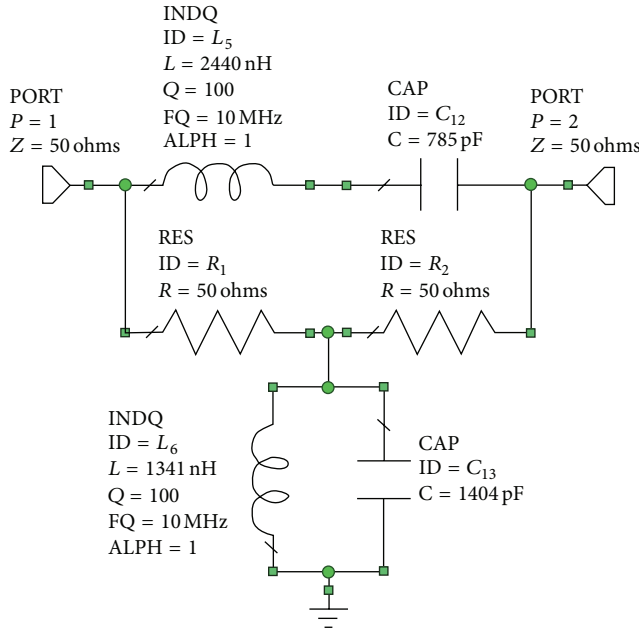 INDQ
ID = L₅
L = 2440 nH
Q = 100
FQ = 10 MHz
ALPH = 1
PORT
P = 1
Z = 50 ohms
CAP
ID = C₁₂
C = 785 pF
PORT
P = 2
Z = 50 ohms
RES
ID = R₁
R = 50 ohms
RES
ID = R₂
R = 50 ohms
INDQ
ID = L₆
L = 1341 nH
Q = 100
FQ = 10 MHz
ALPH = 1
CAP
ID = C₁₃
C = 1404 pF